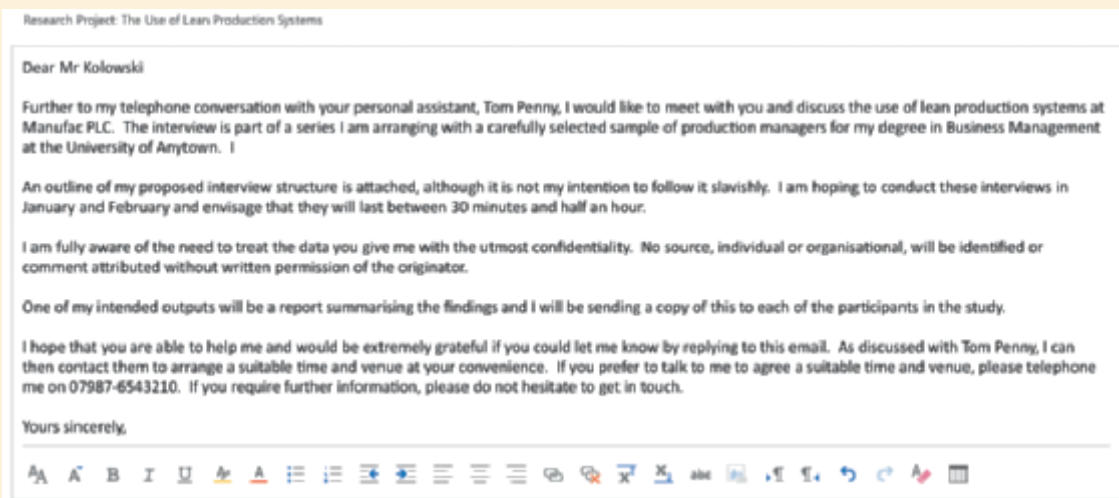 Research Project: The Use of Lean Production Systems
Dear Mr Kolowski
Further to my telephone conversation with your personal assistant, Tom Penny, I would like to meet with you and discuss the use of lean production systems at
Manufac PLC. The interview is part of a series I am arranging with a carefully selected sample of production managers for my degree in Business Management
at the University of Anytown. I
An outline of my proposed interview structure is attached, although it is not my intention to follow it slavishly. I am hoping to conduct these interviews in
January and February and envisage that they will last between 30 minutes and half an hour.
I am fully aware of the need to treat the data you give me with the utmost confidentiality. No source, individual or organisational, will be identified or
comment attributed without written permission of the originator.
One of my intended outputs will be a report summarising the findings and I will be sending a copy of this to each of the participants in the study.
I hope that you are able to help me and would be extremely grateful if you could let me know by replying to this email. As discussed with Tom Penny, I can
then contact them to arrange a suitable time and venue at your convenience. If you prefer to talk to me to agree a suitable time and venue, please telephone
me on 07987-6543210. If you require further information, please do not hesitate to get in touch.
Yours sincerely,
AA A B I U A abc